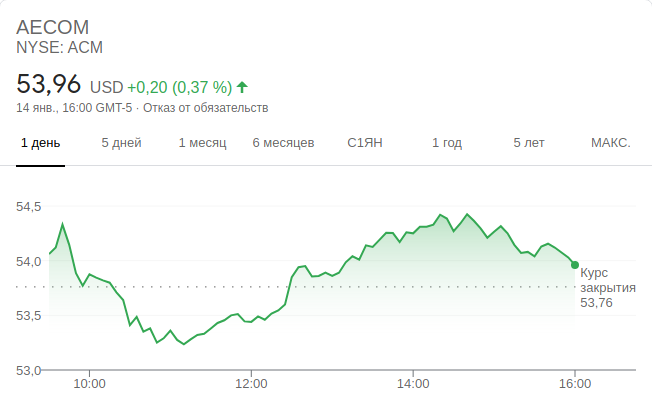 AECOM
NYSE: ACM
53,96 USD +0,20 (0,37 %)
14 янв., 16:00 GMT-5 · Отказ от обязательств
1 день 5 дней 1 месяц 6 месяцев С1ЯН 1 год 5 лет МАКС.
54,5
54,0
53,5
53,0
Курс
закрытия
53,76
10:00 12:00 14:00 16:00